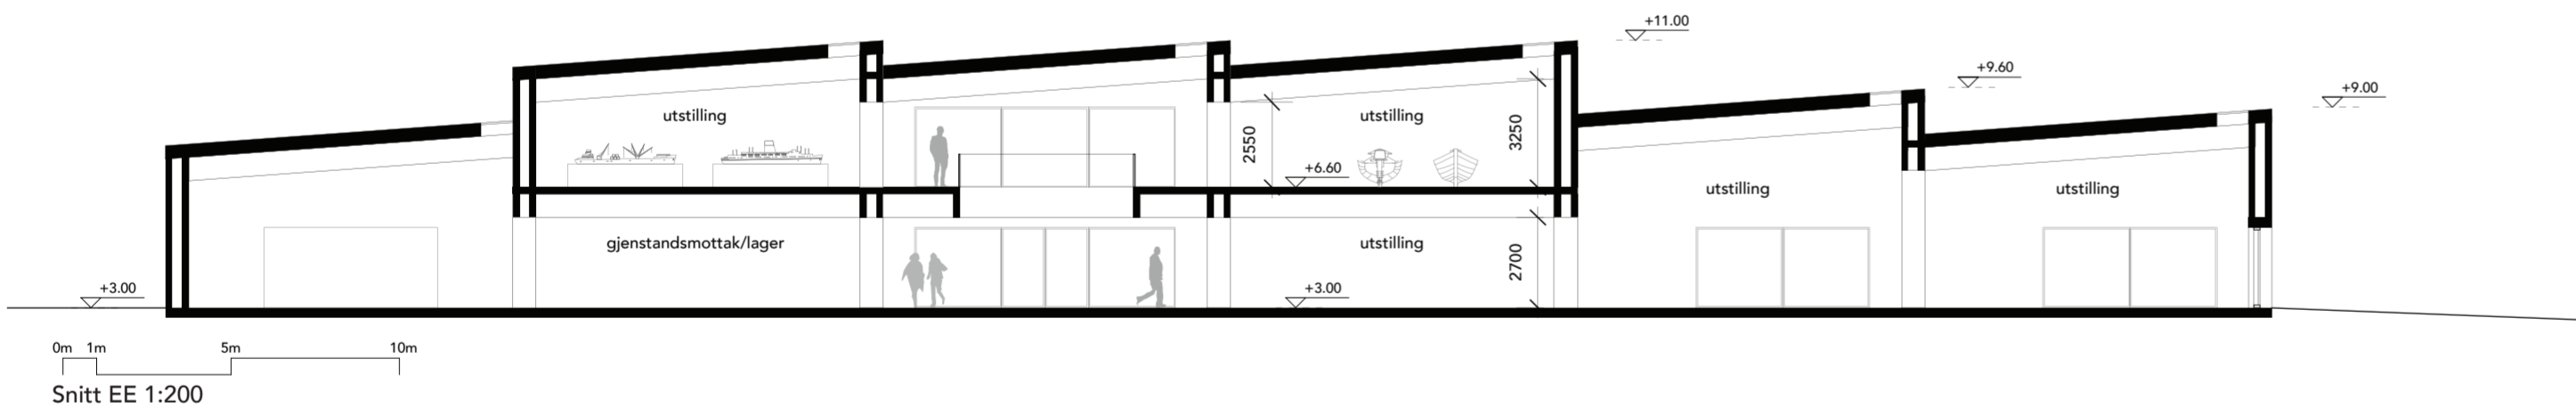 +11.00
+9.60
+9.00
utstilling
utstilling
2550
3250
+6.60
utstilling
utstilling
gjenstandsmottak/lager
utstilling
2700
+3.00
+3.00
0m 1m 5m 10m
Snitt EE 1:200